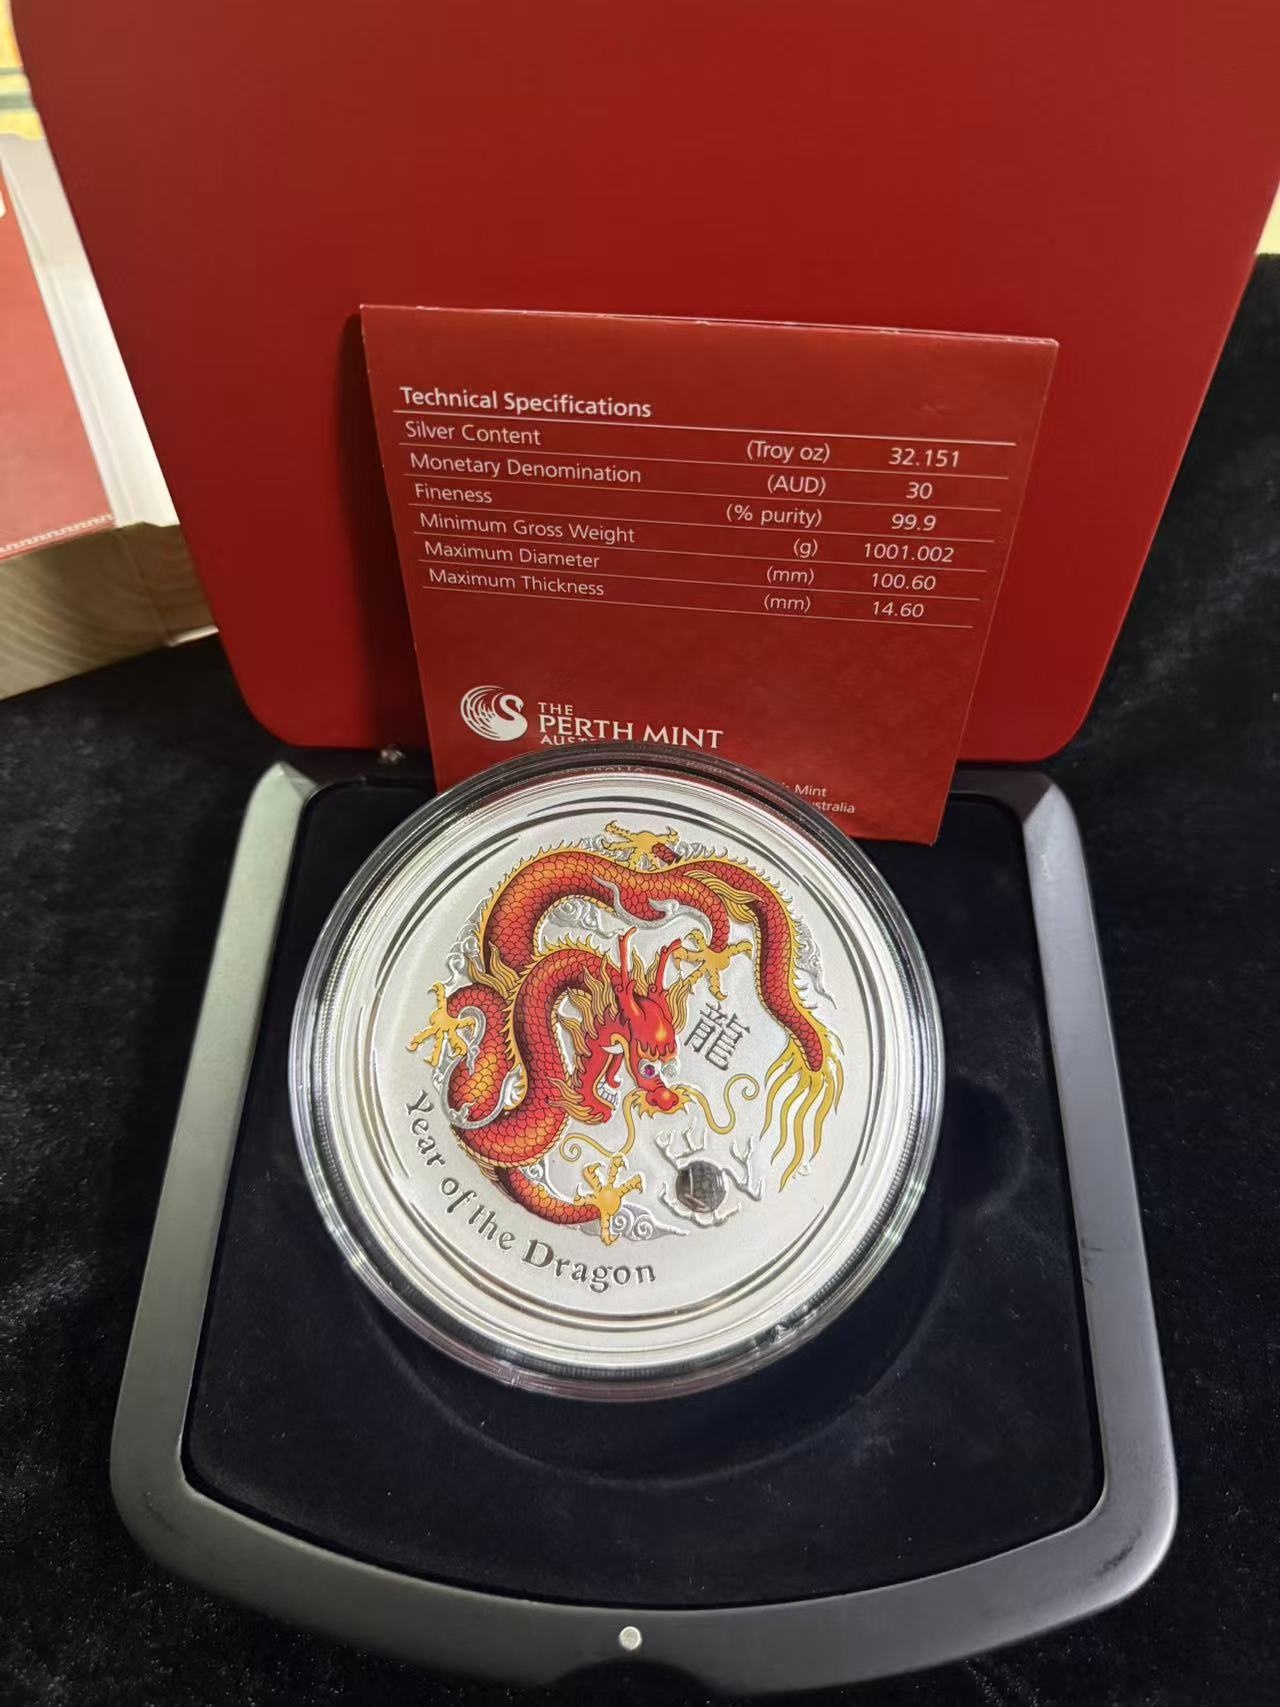 Technical Specifications
Silver Content (Troy oz) 32.151
Monetary Denomination (AUD) 30
Fineness (% purity) 99.9
Minimum Gross Weight (g) 1001.002
Maximum Diameter (mm) 100.60
Maximum Thickness (mm) 14.60
THE
PERTH MINT
Mint
龍
Year of the Dragon